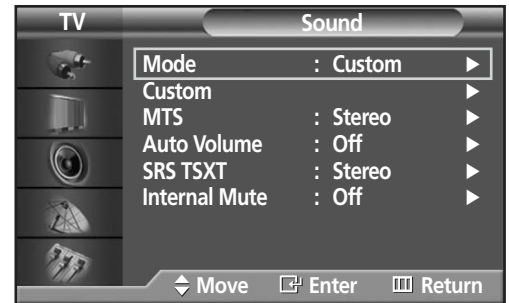 TV Sound
Mode : Custom ▶
Custom ▶
MTS : Stereo ▶
Auto Volume : Off ▶
SRS TSXT : Stereo ▶
Internal Mute : Off ▶
Move Enter Return